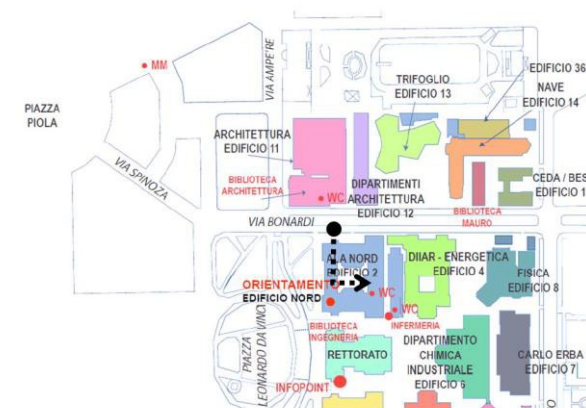 MM
VIA AMPE'RE
EDIFICIO 36
TRIFOGLIO
EDIFICIO 13
NAVE
EDIFICIO 14
PIAZZA
PIOLA
ARCHITETTURA
EDIFICIO 11
VIA SPINOZA
BIBLIOTECA
ARCHITETTURA
WC
DIPARTIMENTI
ARCHITETTURA
EDIFICIO 12
CEDA / BES
EDIFICIO 1
BIBLIOTECA
MAURO
VIA BONARDI
ALA NORD
EDIFICIO 2
DIIAR - ENERGETICA
EDIFICIO 4
FISICA
EDIFICIO 8
ORIENTAMENTO
EDIFICIO NORD
WC
WC
BIBLIOTECA
INGEGNERIA
INFERMERIA
PIAZZA
LEONARDO DA VINCI
RETTORATO
DIPARTIMENTO
CHIMICA
INDUSTRIALE
EDIFICIO 6
CARLO ERBA
EDIFICIO 7
INFOPOINT